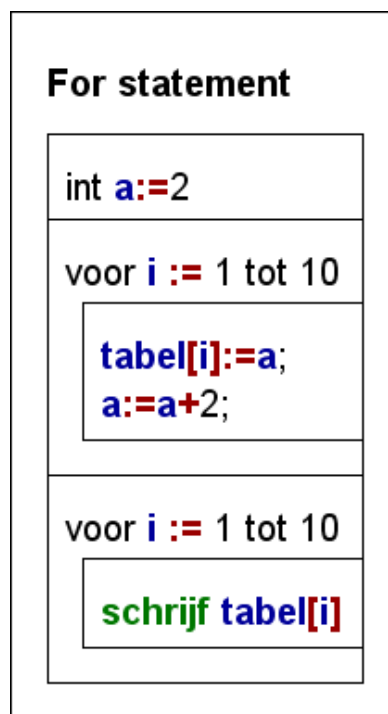 For statement
int a:=2
voor i := 1 tot 10
tabel[i]:=a;
a:=a+2;
voor i := 1 tot 10
schrijf tabel[i]